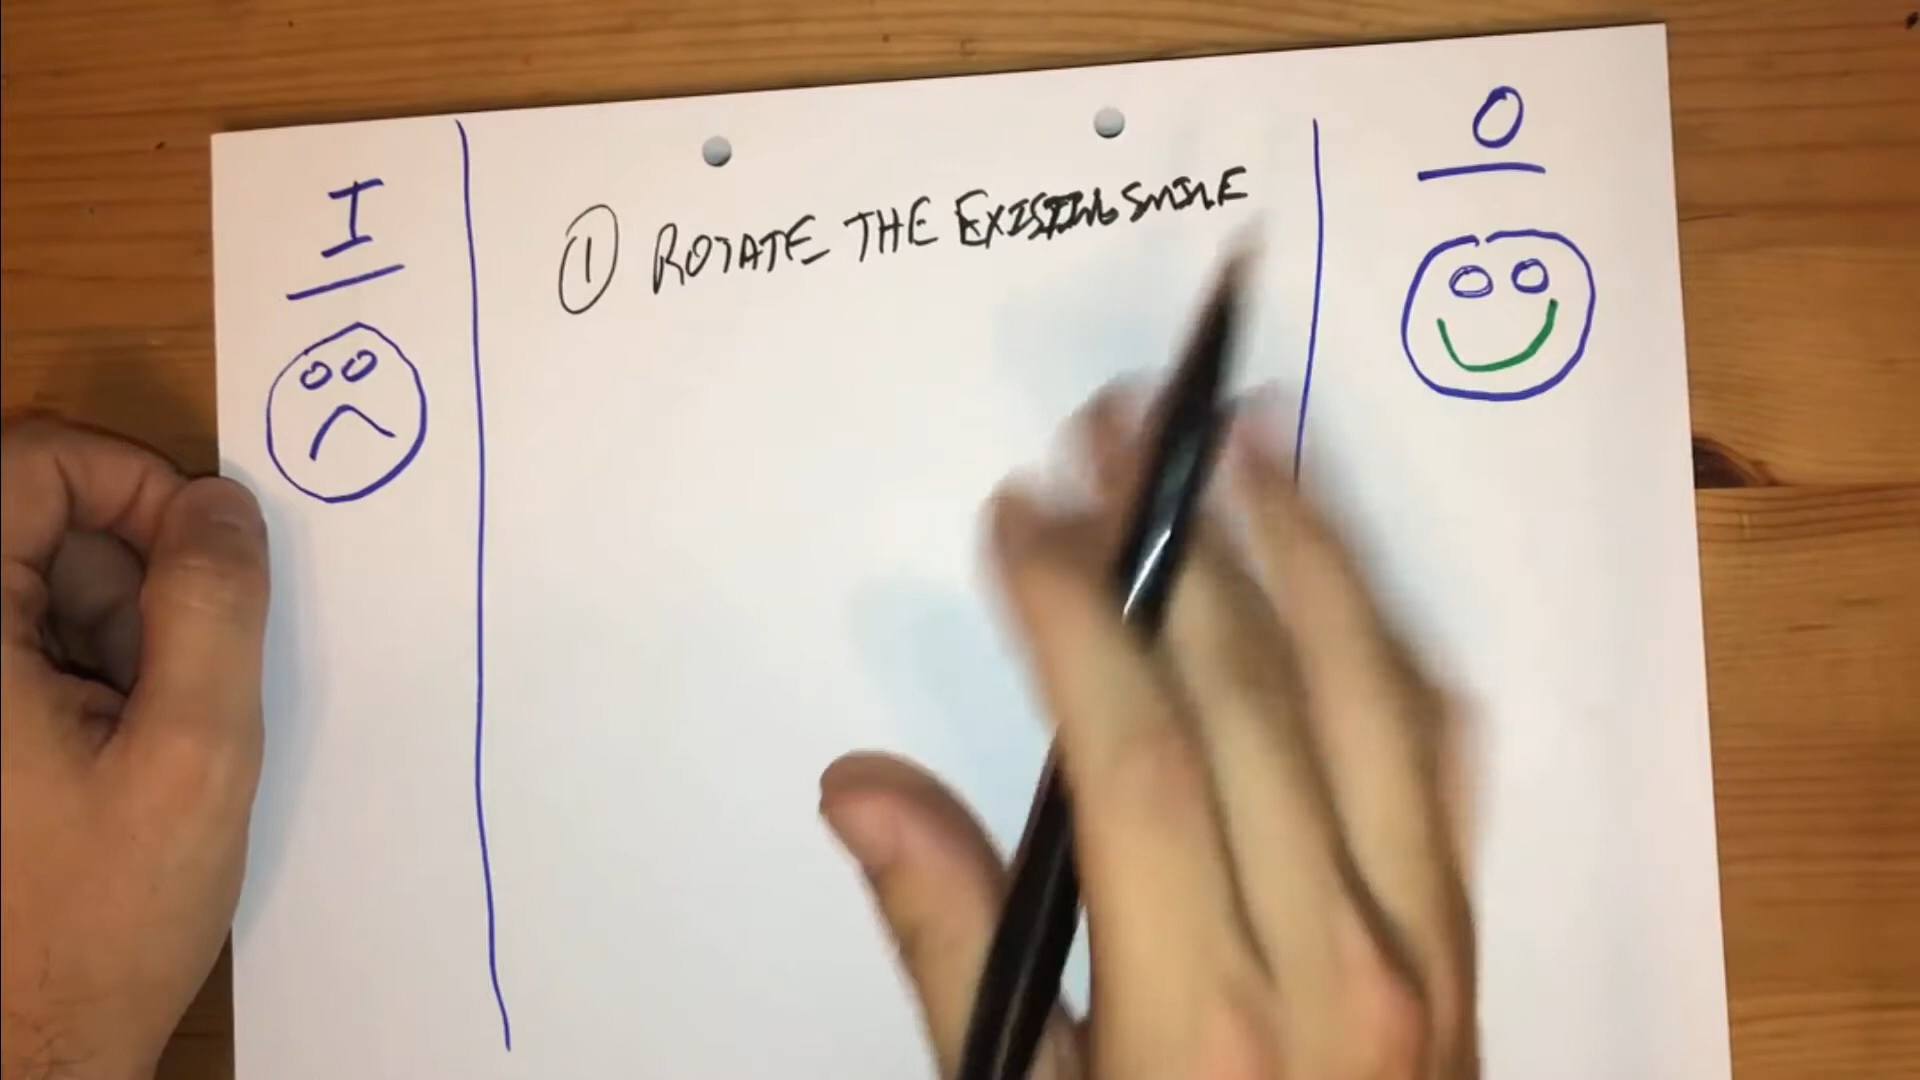 I
① ROTATE THE EXISTING SMILE
O